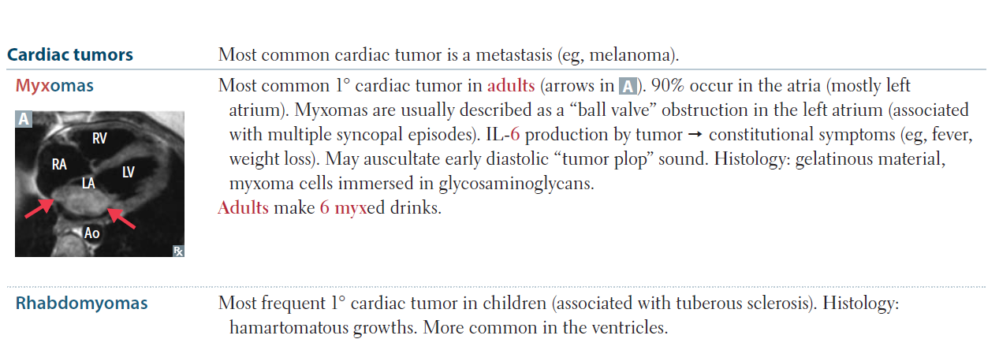 Cardiac tumors
Most common cardiac tumor is a metastasis (eg, melanoma).
Myxomas
Most common 1° cardiac tumor in adults (arrows in A). 90% occur in the atria (mostly left
atrium). Myxomas are usually described as a “ball valve” obstruction in the left atrium (associated
with multiple syncopal episodes). IL-6 production by tumor → constitutional symptoms (eg, fever,
weight loss). May auscultate early diastolic “tumor plop” sound. Histology: gelatinous material,
myxoma cells immersed in glycosaminoglycans.
Adults make 6 myxed drinks.
A
RV
RA
LV
LA
Ao
℞
Rhabdomyomas
Most frequent 1° cardiac tumor in children (associated with tuberous sclerosis). Histology:
hamartomatous growths. More common in the ventricles.